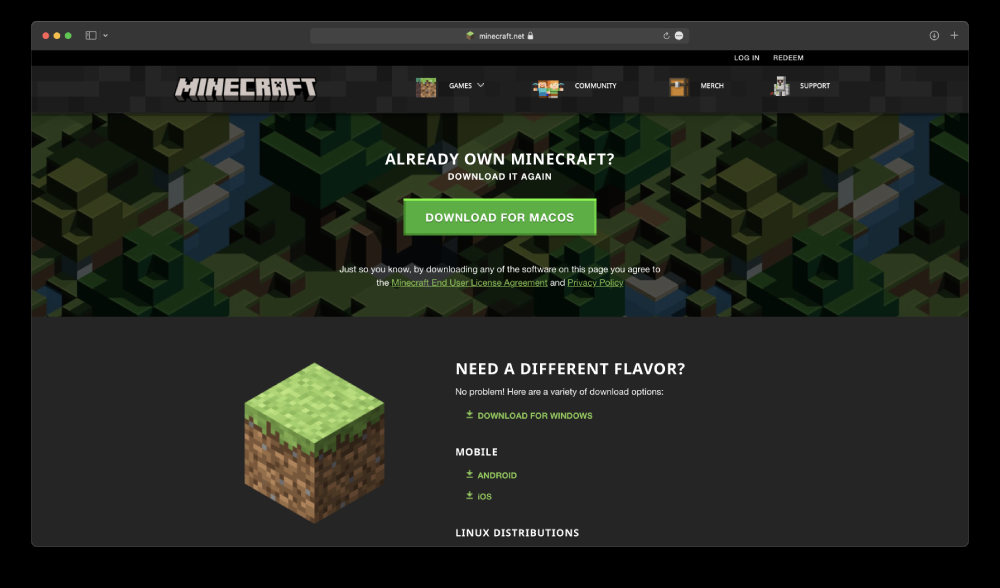 minecraft.net
LOG IN REDEEM
MINECRAFT GAMES COMMUNITY MERCH SUPPORT
ALREADY OWN MINECRAFT?
DOWNLOAD IT AGAIN
DOWNLOAD FOR MACOS
Just so you know, by downloading any of the software on this page you agree to
the Minecraft End User License Agreement and Privacy Policy
NEED A DIFFERENT FLAVOR?
No problem! Here are a variety of download options:
DOWNLOAD FOR WINDOWS
MOBILE
ANDROID
iOS
LINUX DISTRIBUTIONS